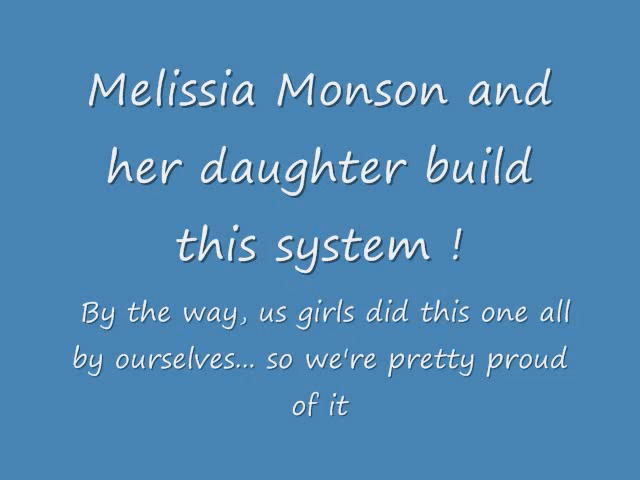 Melissia Monson and
her daughter build
this system !
By the way, us girls did this one all
by ourselves... so we're pretty proud
of it